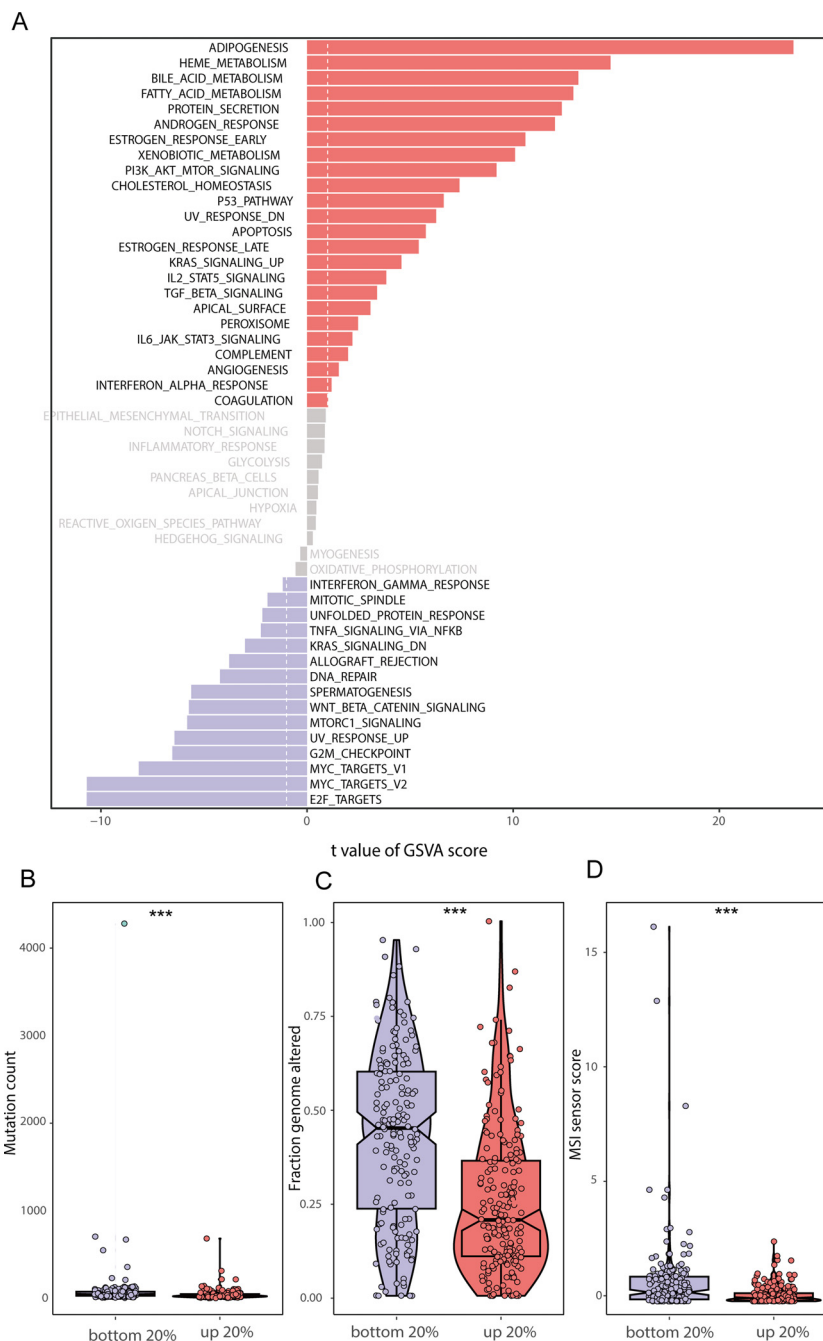 A
ADIPOGENESIS
HEME_METABOLISM
BILE_ACID_METABOLISM
FATTY_ACID_METABOLISM
PROTEIN_SECRETION
ANDROGEN_RESPONSE
ESTROGEN_RESPONSE_EARLY
XENOBIOTIC_METABOLISM
PI3K_AKT_MTOR_SIGNALING
CHOLESTEROL_HOMEOSTASIS
P53_PATHWAY
UV_RESPONSE_DN
APOPTOSIS
ESTROGEN_RESPONSE_LATE
KRAS_SIGNALING_UP
IL2_STAT5_SIGNALING
TGF_BETA_SIGNALING
APICAL_SURFACE
PEROXISOME
IL6_JAK_STAT3_SIGNALING
COMPLEMENT
ANGIOGENESIS
INTERFERON_ALPHA_RESPONSE
COAGULATION
EPITHELIAL_MESENCHYMAL_TRANSITION
NOTCH_SIGNALING
INFLAMMATORY_RESPONSE
GLYCOLYSIS
PANCREAS_BETA_CELLS
APICAL_JUNCTION
HYPOXIA
REACTIVE_OXIGEN_SPECIES_PATHWAY
HEDGEHOG_SIGNALING
MYOGENESIS
OXIDATIVE_PHOSPHORYLATION
INTERFERON_GAMMA_RESPONSE
MITOTIC_SPINDLE
UNFOLDED_PROTEIN_RESPONSE
TNFA_SIGNALING_VIA_NFKB
KRAS_SIGNALING_DN
ALLOGRAFT_REJECTION
DNA_REPAIR
SPERMATOGENESIS
WNT_BETA_CATENIN_SIGNALING
MTORC1_SIGNALING
UV_RESPONSE_UP
G2M_CHECKPOINT
MYC_TARGETS_V1
MYC_TARGETS_V2
E2F_TARGETS
−10 0 10 20
t value of GSVA score
B
***
4000
3000
2000
1000
0
Mutation count
bottom 20% up 20%
C
***
1.00
0.75
0.50
0.25
0.00
Fraction genome altered
bottom 20% up 20%
D
***
15
10
5
0
MSI sensor score
bottom 20% up 20%